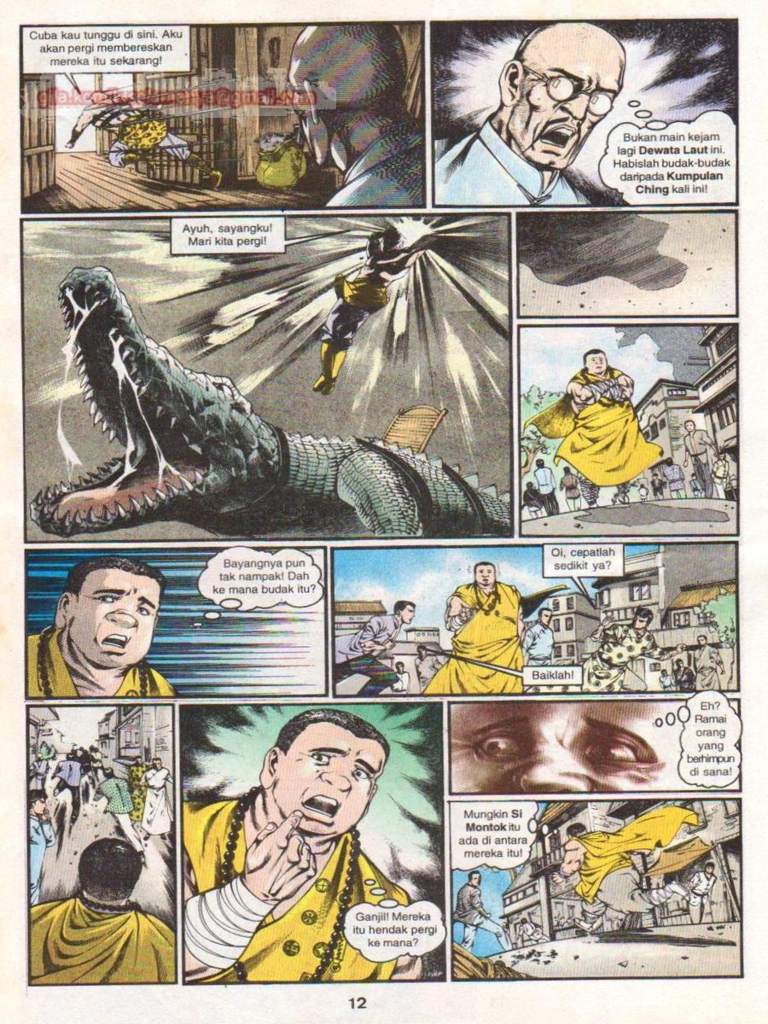 Cuba kau tunggu di sini. Aku
akan pergi membereskan
mereka itu sekarang!
Bukan main kejam
lagi Dewata Laut ini.
Habislah budak-budak
daripada Kumpulan
Ching kali ini!
Ayuh, sayangku!
Mari kita pergi!
Bayangnya pun
tak nampak! Dah
ke mana budak itu?
Oi, cepatlah
sedikit ya?
Baiklah!
Ganjil! Mereka
itu hendak pergi
ke mana?
Eh?
Ramai
orang
yang
berhimpun
di sana!
Mungkin Si
Montok itu
ada di antara
mereka itu!
12